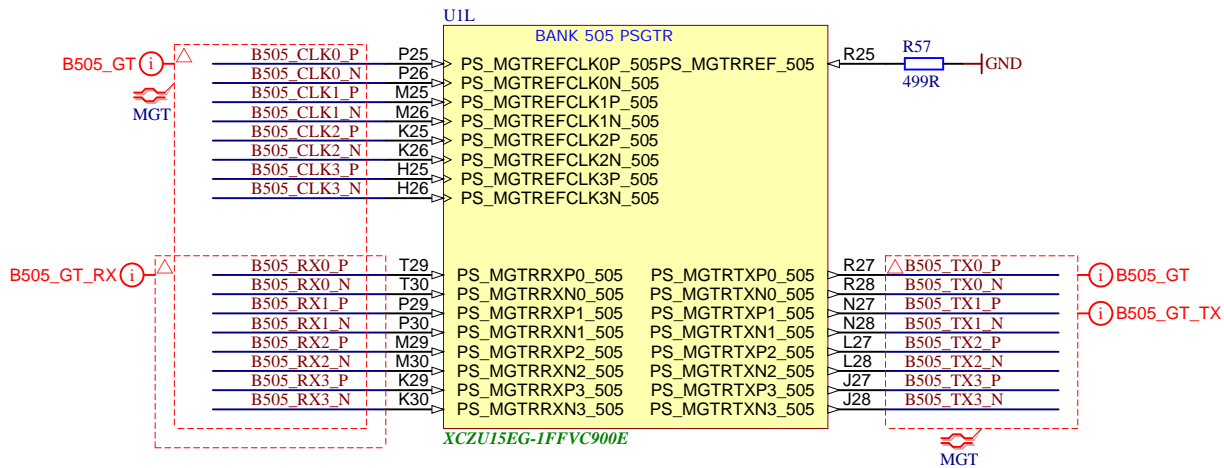 U1L
BANK 505 PSGTR
B505_GT i
MGT
B505_CLK0_P P25 PS_MGTREFCLK0P_505 PS_MGTRREF_505 R25 R57 499R GND
B505_CLK0_N P26 PS_MGTREFCLK0N_505
B505_CLK1_P M25 PS_MGTREFCLK1P_505
B505_CLK1_N M26 PS_MGTREFCLK1N_505
B505_CLK2_P K25 PS_MGTREFCLK2P_505
B505_CLK2_N K26 PS_MGTREFCLK2N_505
B505_CLK3_P H25 PS_MGTREFCLK3P_505
B505_CLK3_N H26 PS_MGTREFCLK3N_505
B505_GT_RX i
B505_RX0_P T29 PS_MGTRRXP0_505 PS_MGTRTXP0_505 R27 B505_TX0_P i B505_GT
B505_RX0_N T30 PS_MGTRRXN0_505 PS_MGTRTXN0_505 R28 B505_TX0_N
B505_RX1_P P29 PS_MGTRRXP1_505 PS_MGTRTXP1_505 N27 B505_TX1_P i B505_GT_TX
B505_RX1_N P30 PS_MGTRRXN1_505 PS_MGTRTXN1_505 N28 B505_TX1_N
B505_RX2_P M29 PS_MGTRRXP2_505 PS_MGTRTXP2_505 L27 B505_TX2_P
B505_RX2_N M30 PS_MGTRRXN2_505 PS_MGTRTXN2_505 L28 B505_TX2_N
B505_RX3_P K29 PS_MGTRRXP3_505 PS_MGTRTXP3_505 J27 B505_TX3_P
B505_RX3_N K30 PS_MGTRRXN3_505 PS_MGTRTXN3_505 J28 B505_TX3_N
XCZU15EG-1FFVC900E
MGT